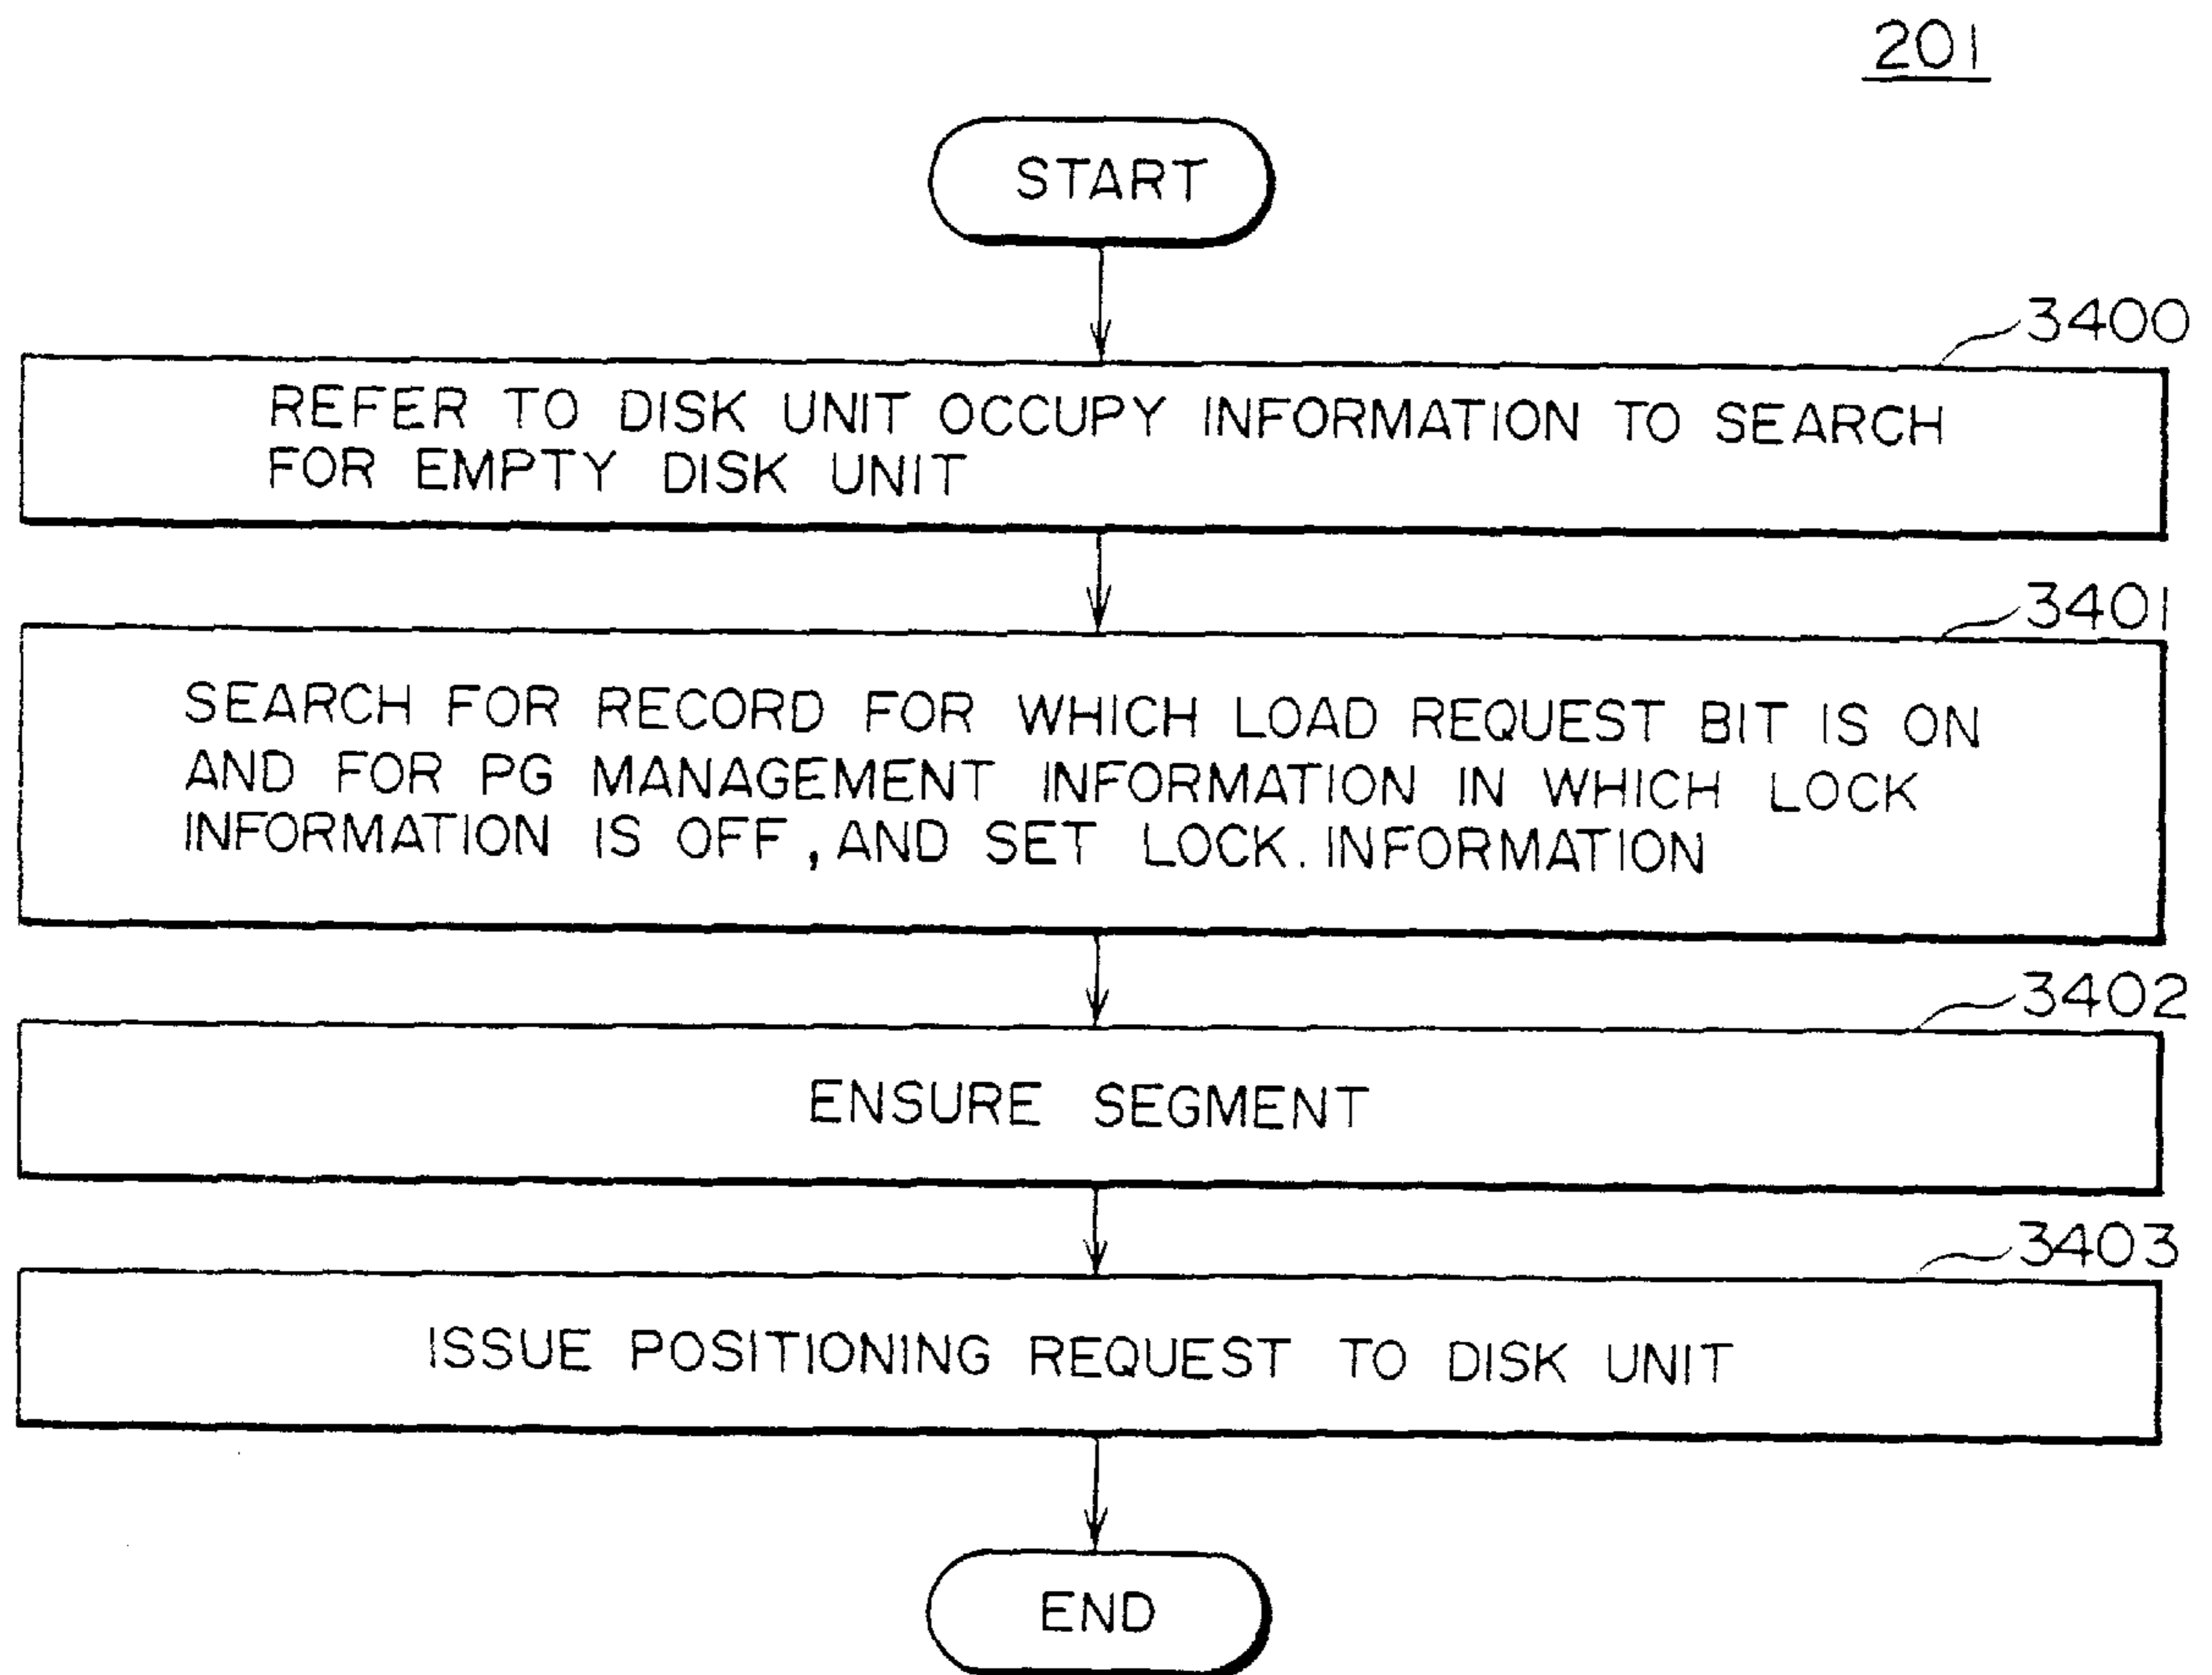 201
START
3400
REFER TO DISK UNIT OCCUPY INFORMATION TO SEARCH
FOR EMPTY DISK UNIT
3401
SEARCH FOR RECORD FOR WHICH LOAD REQUEST BIT IS ON
AND FOR PG MANAGEMENT INFORMATION IN WHICH LOCK
INFORMATION IS OFF, AND SET LOCK. INFORMATION
3402
ENSURE SEGMENT
3403
ISSUE POSITIONING REQUEST TO DISK UNIT
END